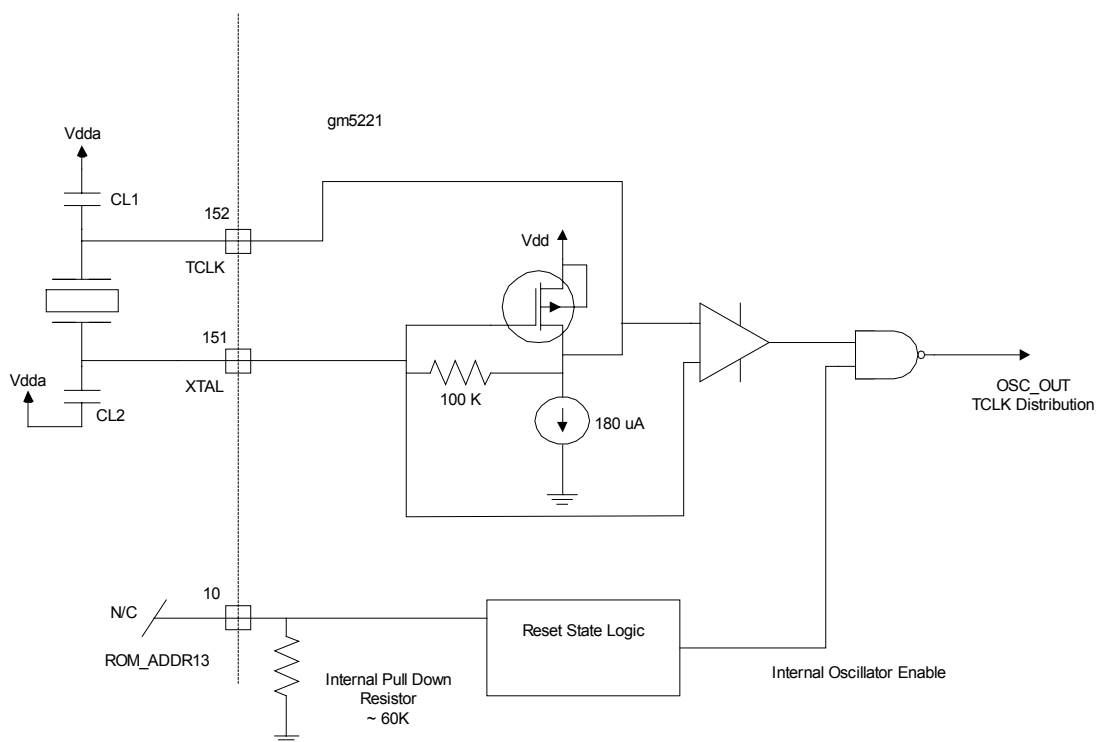 gm5221
Vdda
CL1
152
TCLK
Vdd
151
XTAL
Vdda
CL2
100 K
180 uA
OSC_OUT
TCLK Distribution
10
N/C
ROM_ADDR13
Reset State Logic
Internal Pull Down
Resistor
~ 60K
Internal Oscillator Enable